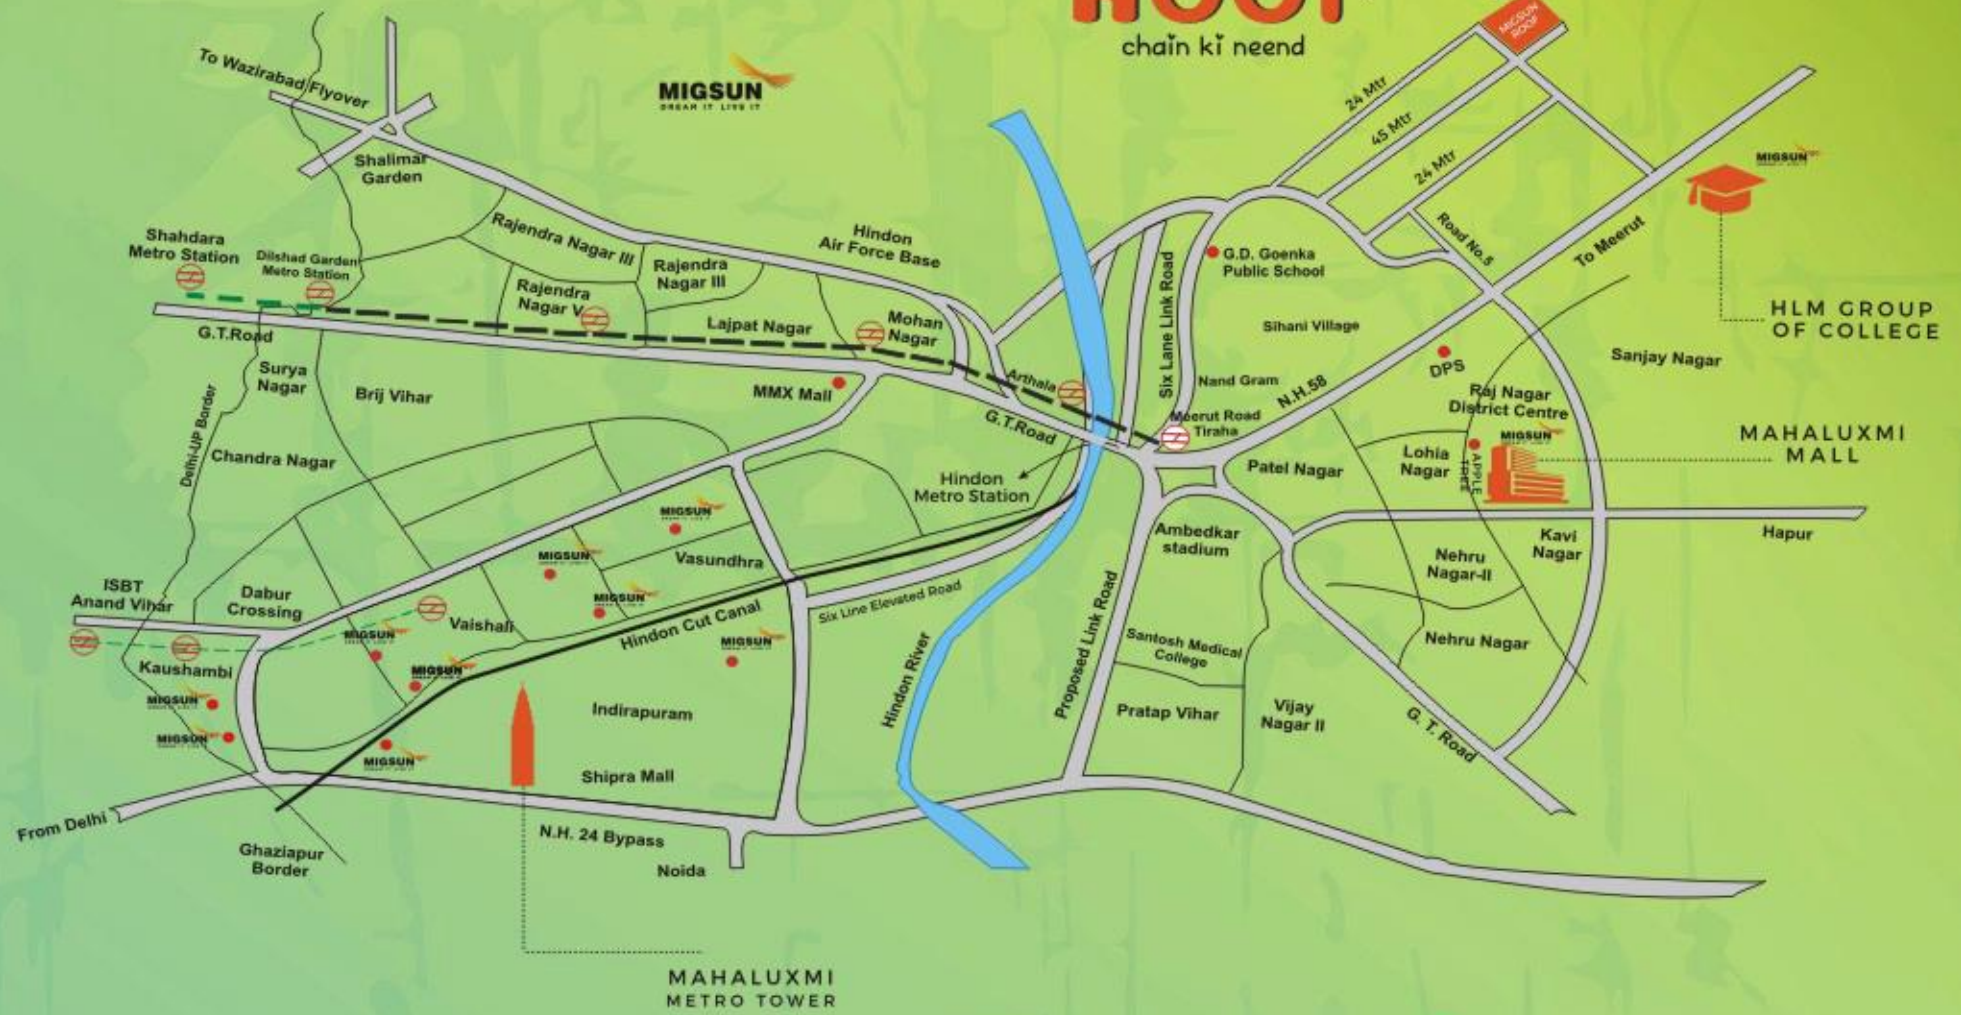 ROOF
chain ki neend
MIGSUN
DREAM IT LIVE IT
MIGSUN
ROOF
To Wazirabad Flyover
24 Mtr
45 Mtr
24 Mtr
MIGSUN
Shalimar
Garden
Rajendra Nagar III
Hindon
Air Force Base
Road No.5
To Meerut
Shahdara
Metro Station
Dilshad Garden
Metro Station
Rajendra
Nagar III
G.D. Goenka
Public School
Rajendra
Nagar V
Lajpat Nagar
Mohan
Nagar
Six Lane Link Road
Sihani Village
HLM GROUP
OF COLLEGE
G.T.Road
Surya
Nagar
Brij Vihar
MMX Mall
Arthala
G.T.Road
Nand Gram
N.H.58
DPS
Sanjay Nagar
Meerut Road
Tiraha
Raj Nagar
District Centre
Delhi-UP Border
Chandra Nagar
Hindon
Metro Station
Patel Nagar
Lohia
Nagar
APPLE
TREE
MIGSUN
MAHALUXMI
MALL
MIGSUN
MIGSUN
Vasundhra
Ambedkar
stadium
Kavi
Nagar
Hapur
Nehru
Nagar-II
ISBT
Anand Vihar
Dabur
Crossing
MIGSUN
Vaishali
Hindon Cut Canal
Six Line Elevated Road
MIGSUN
MIGSUN
MIGSUN
Kaushambi
MIGSUN
MIGSUN
Indirapuram
Hindon River
Proposed Link Road
Santosh Medical
College
Nehru Nagar
Pratap Vihar
Vijay
Nagar II
G. T. Road
MIGSUN
Shipra Mall
From Delhi
N.H. 24 Bypass
Noida
Ghaziapur
Border
MAHALUXMI
METRO TOWER